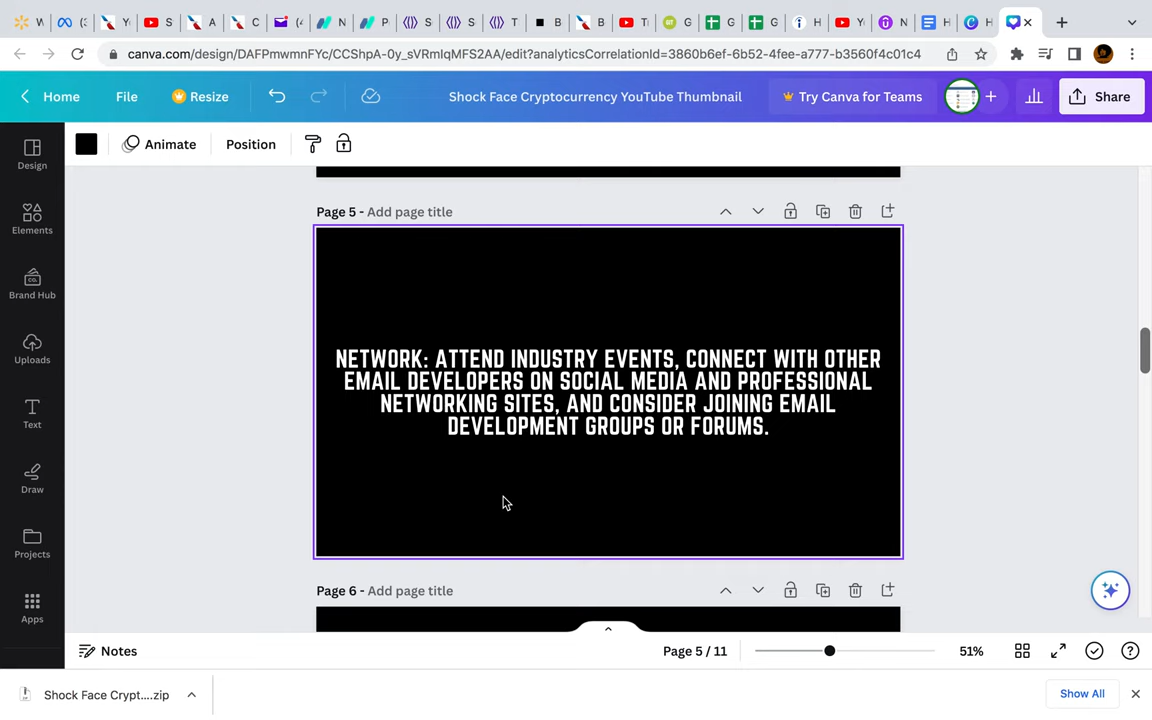 W
Yo
S
A
C
(4
N
P
S
S
T
B
B
To
G
G
G
H
Yo
N
H
H
canva.com/design/DAFPmwmnFYc/CCShpA-0y_sVRmIqMFS2AA/edit?analyticsCorrelationId=3860b6ef-6b52-4fee-a777-b3560f4c01c4
Home
File
Resize
Shock Face Cryptocurrency YouTube Thumbnail
Try Canva for Teams
Share
Animate
Position
Design
Elements
Brand Hub
Uploads
Text
Draw
Projects
Apps
Page 5 - Add page title
NETWORK: ATTEND INDUSTRY EVENTS, CONNECT WITH OTHER
EMAIL DEVELOPERS ON SOCIAL MEDIA AND PROFESSIONAL
NETWORKING SITES, AND CONSIDER JOINING EMAIL
DEVELOPMENT GROUPS OR FORUMS.
Page 6 - Add page title
Notes
Page 5 / 11
51%
Shock Face Crypt....zip
Show All